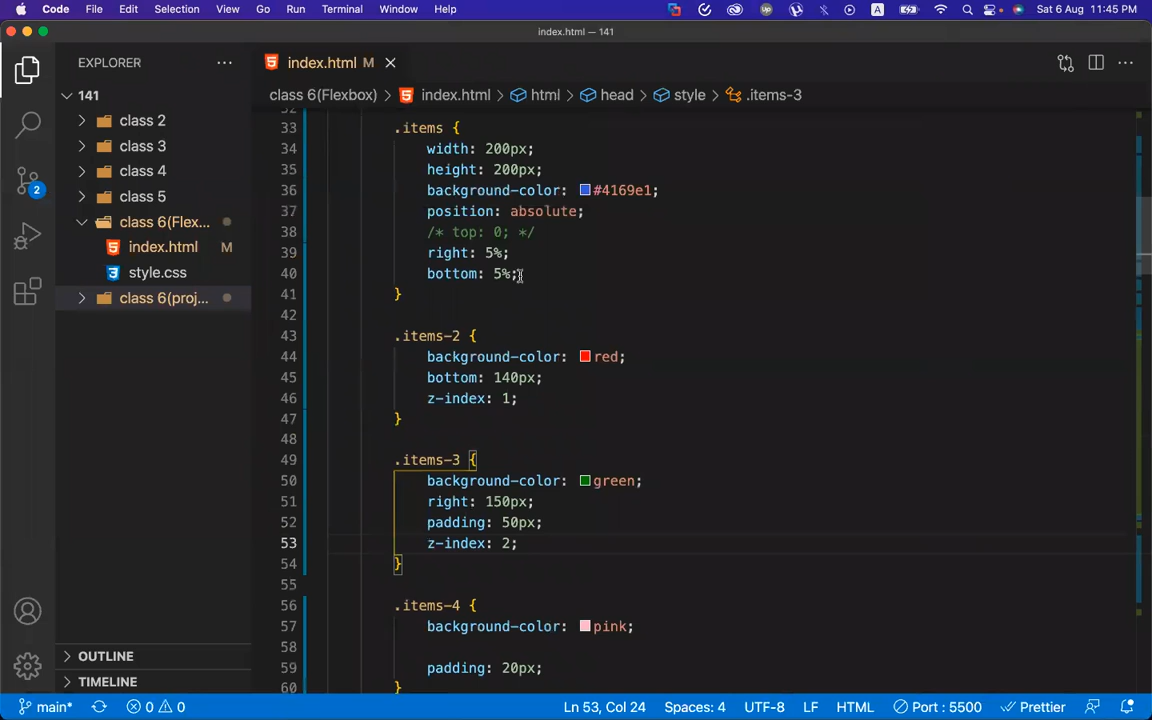 Code File Edit Selection View Go Run Terminal Window Help A Sat 6 Aug 11:45 PM
index.html — 141
EXPLORER
index.html M
141
class 6(Flexbox) index.html html head style .items-3
class 2
class 3
class 4
class 5
class 6(Flex...
index.html M
style.css
class 6(proj...
2
OUTLINE
TIMELINE
32
33 .items {
34 width: 200px;
35 height: 200px;
36 background-color: #4169e1;
37 position: absolute;
38 /* top: 0; */
39 right: 5%;
40 bottom: 5%;
41 }
42
43 .items-2 {
44 background-color: red;
45 bottom: 140px;
46 z-index: 1;
47 }
48
49 .items-3 {
50 background-color: green;
51 right: 150px;
52 padding: 50px;
53 z-index: 2;
54 }
55
56 .items-4 {
57 background-color: pink;
58
59 padding: 20px;
60 }
main* 0 0 Ln 53, Col 24 Spaces: 4 UTF-8 LF HTML Port : 5500 Prettier